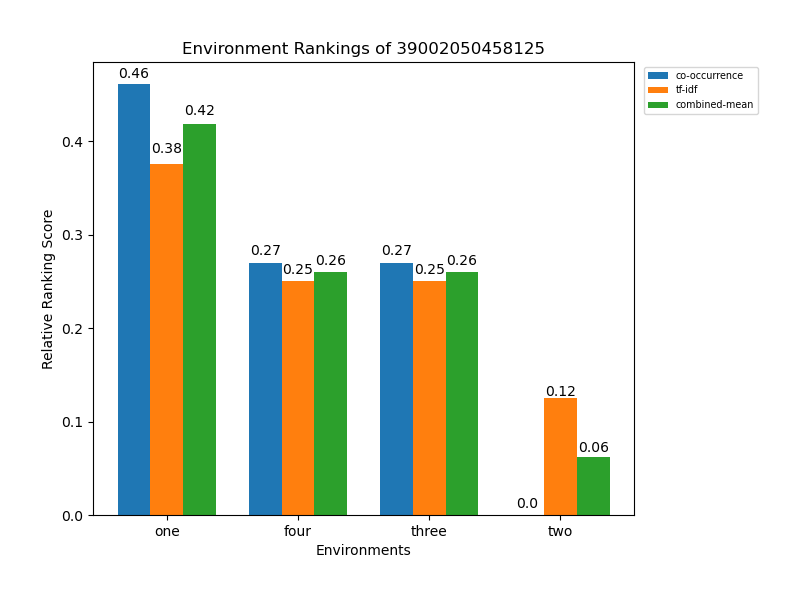 Environment Rankings of 39002050458125
co-occurrence
tf-idf
combined-mean
Relative Ranking Score
0.4
0.3
0.2
0.1
0.0
0.46
0.38
0.42
0.27
0.25
0.26
0.27
0.25
0.26
0.0
0.12
0.06
one
four
three
two
Environments